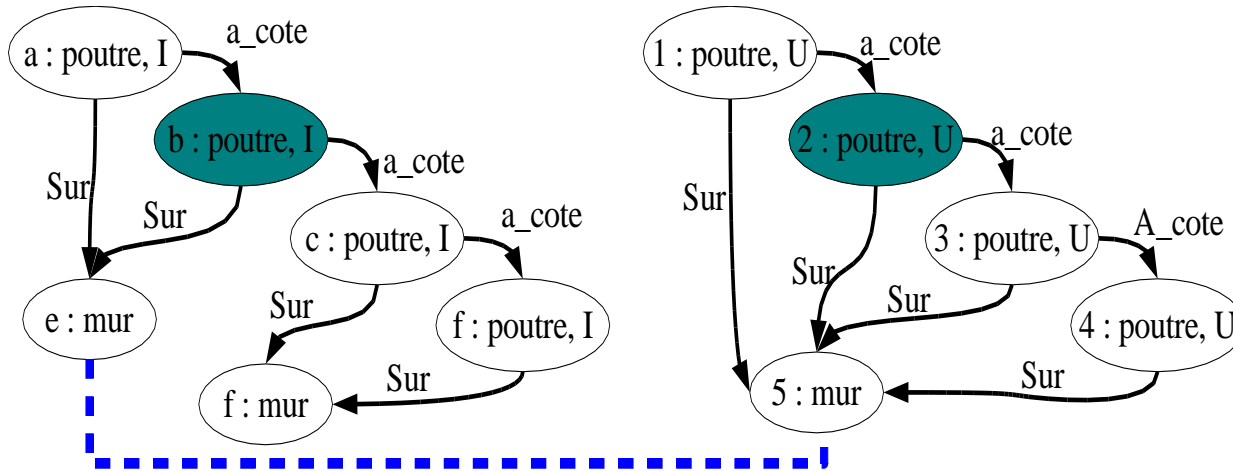 a : poutre, I
a_cote
b : poutre, I
a_cote
Sur
Sur
c : poutre, I
a_cote
Sur
e : mur
f : poutre, I
Sur
f : mur
1 : poutre, U
a_cote
2 : poutre, U
a_cote
Sur
3 : poutre, U
A_cote
Sur
Sur
4 : poutre, U
Sur
5 : mur